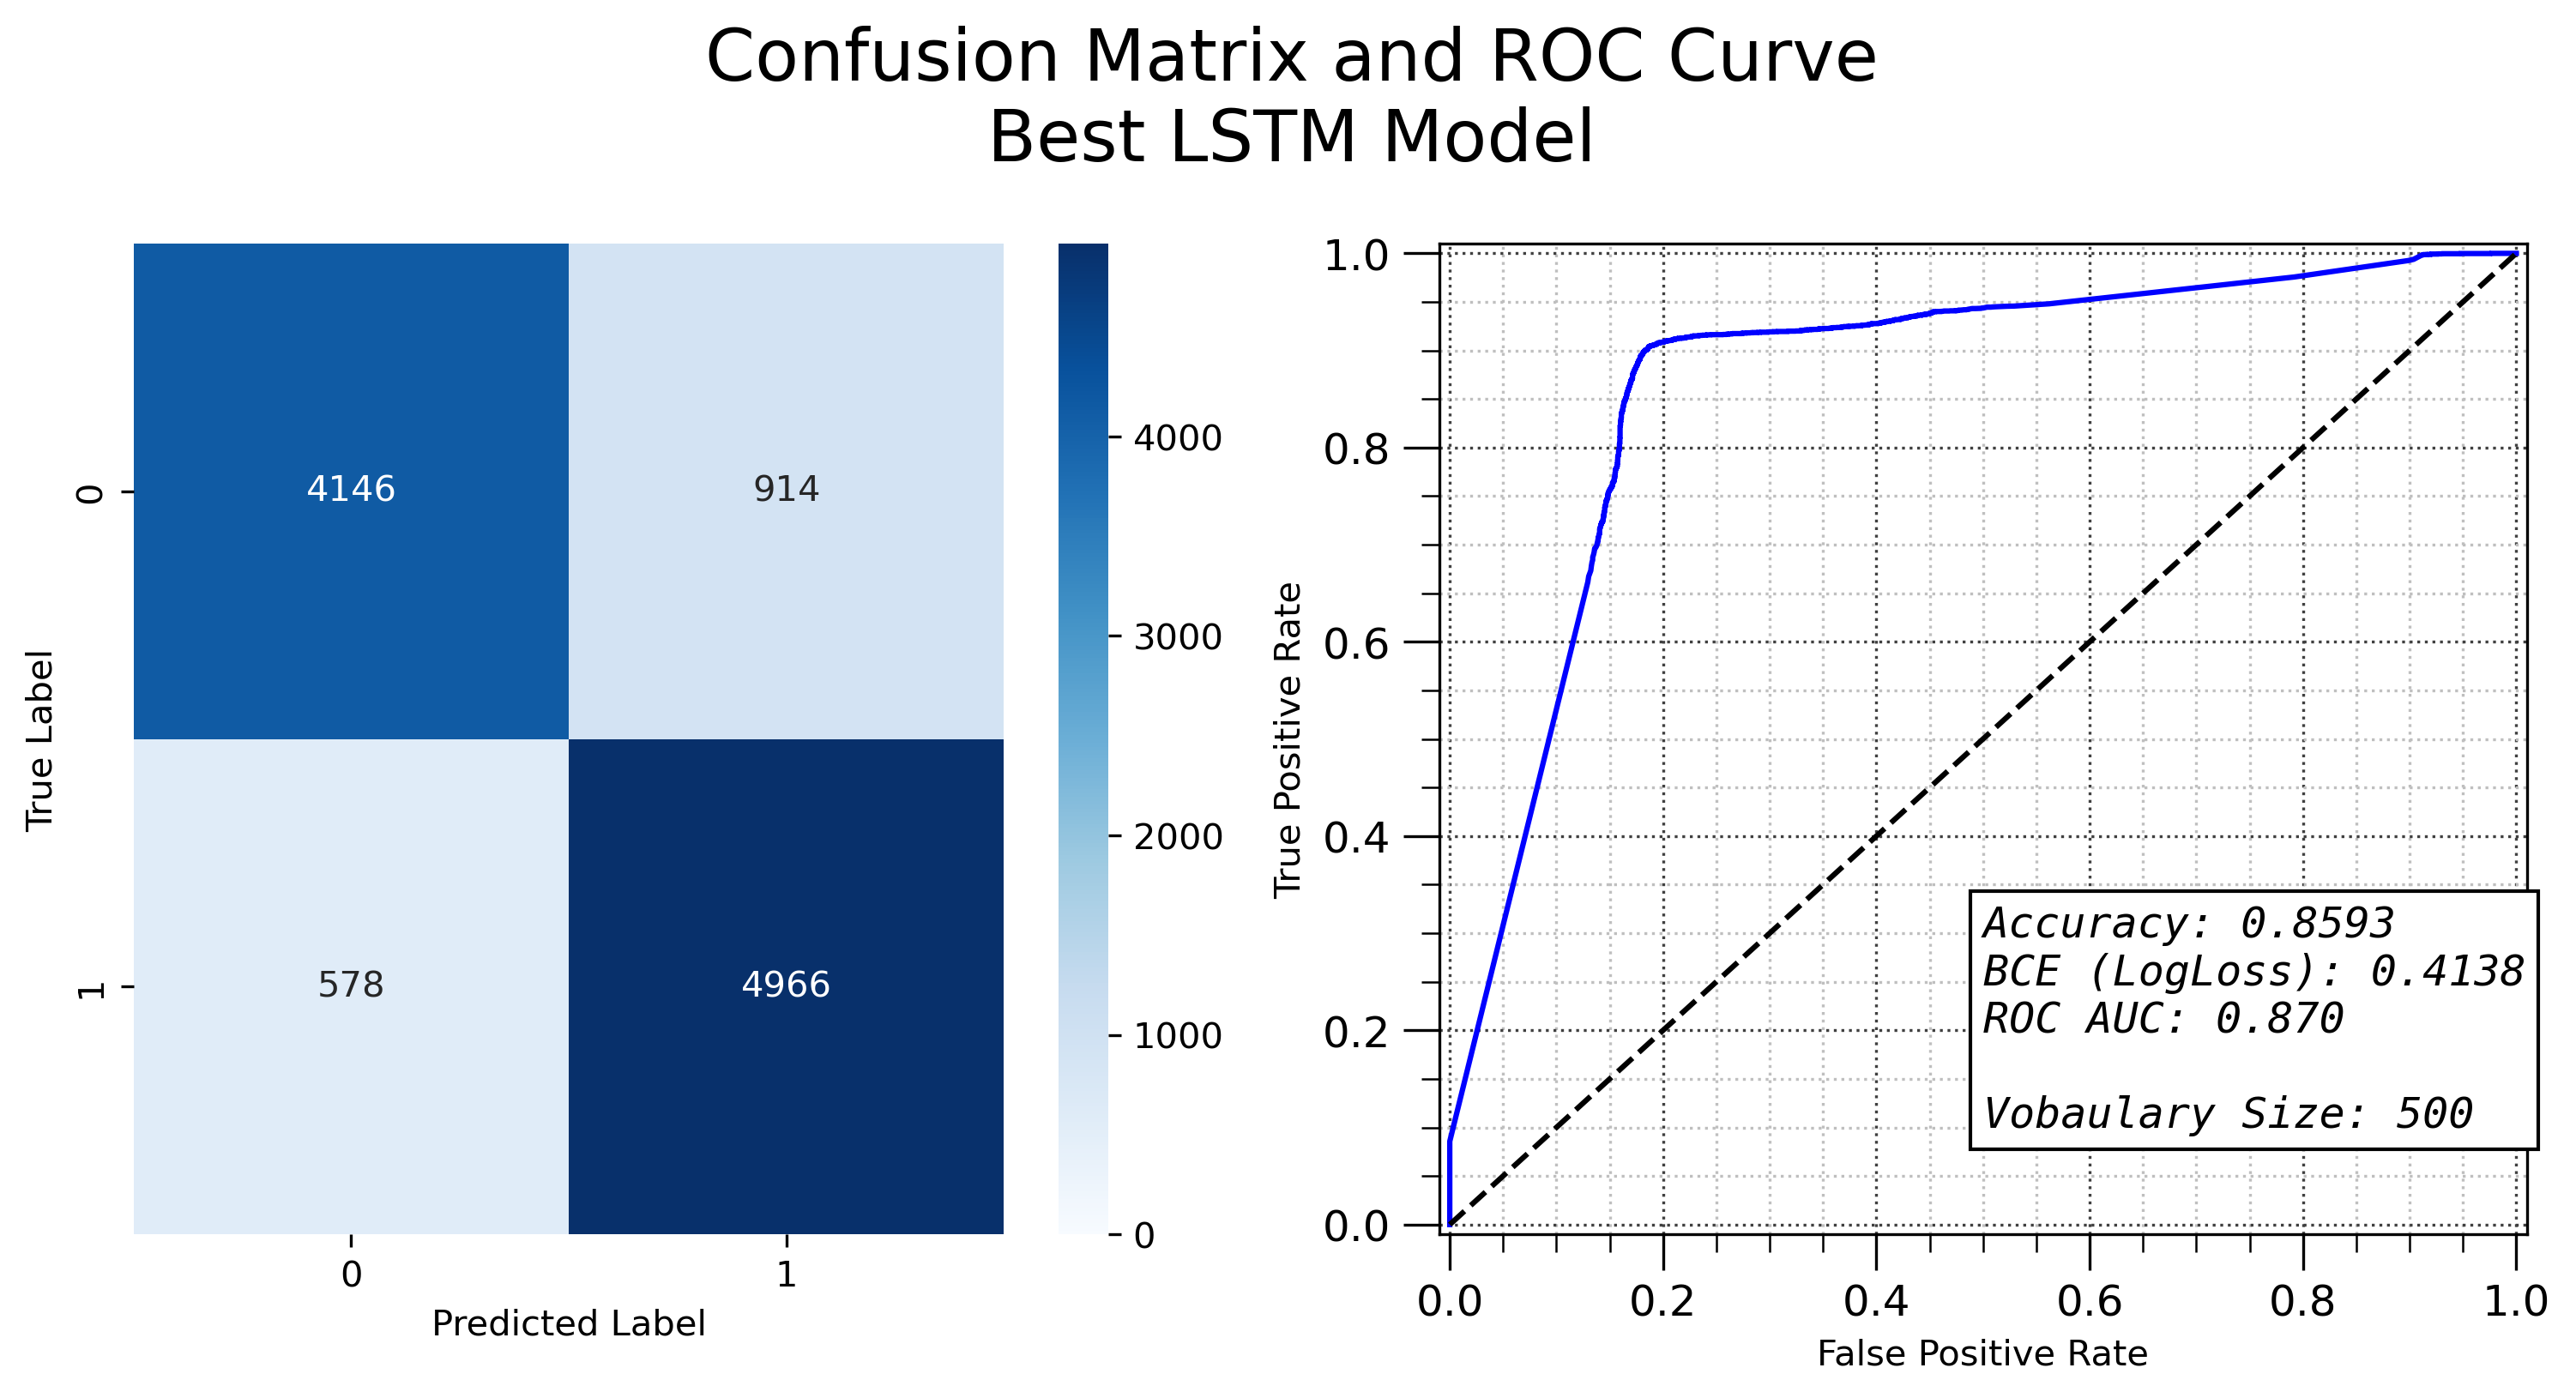 Confusion Matrix and ROC Curve
Best LSTM Model
True Label
0
1
4146
914
578
4966
0
1
Predicted Label
4000
3000
2000
1000
0
True Positive Rate
1.0
0.8
0.6
0.4
0.2
0.0
Accuracy: 0.8593
BCE (LogLoss): 0.4138
ROC AUC: 0.870
Vobaulary Size: 500
0.0
0.2
0.4
0.6
0.8
1.0
False Positive Rate